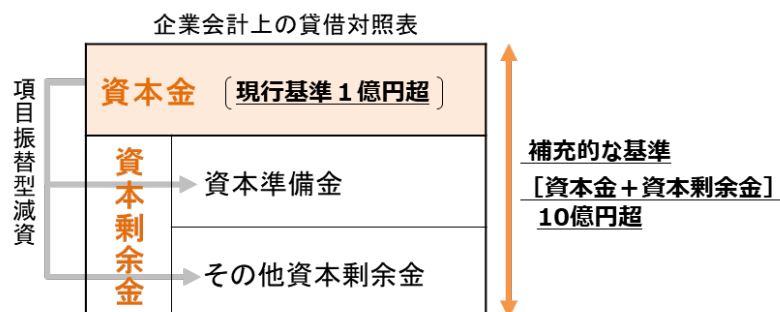 企業会計上の貸借対照表
項目振替型減資
資本金 〔現行基準１億円超〕
資本剰余金
資本準備金
その他資本剰余金
補充的な基準
［資本金＋資本剰余金］
10億円超